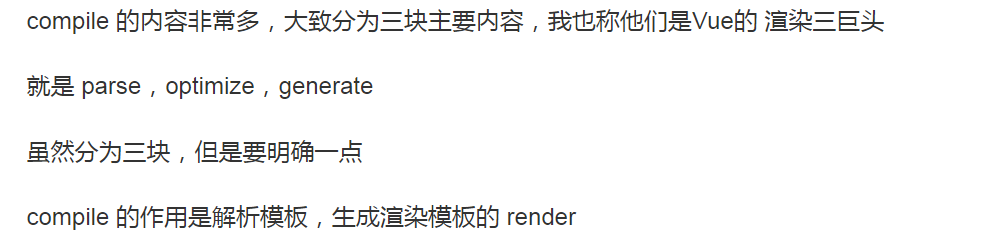 compile 的内容非常多，大致分为三块主要内容，我也称他们是Vue的 渲染三巨头
就是 parse，optimize，generate
虽然分为三块，但是要明确一点
compile 的作用是解析模板，生成渲染模板的 render